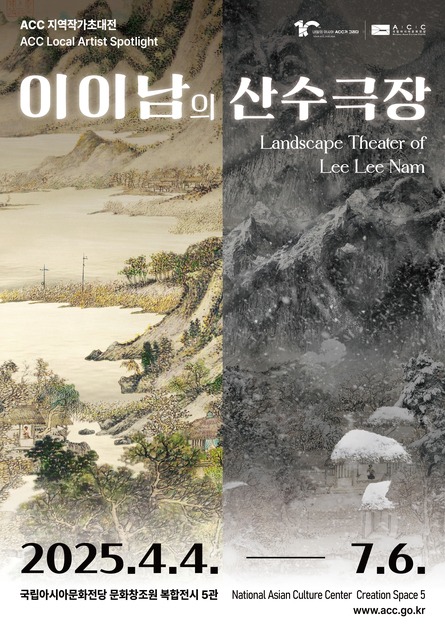 ACC 지역작가초대전
ACC Local Artist Spotlight
이이남의 산수극장
Landscape Theater of
Lee Lee Nam
2025.4.4. — 7.6.
국립아시아문화전당 문화창조원 복합전시 5관 National Asian Culture Center Creation Space 5
www.acc.go.kr